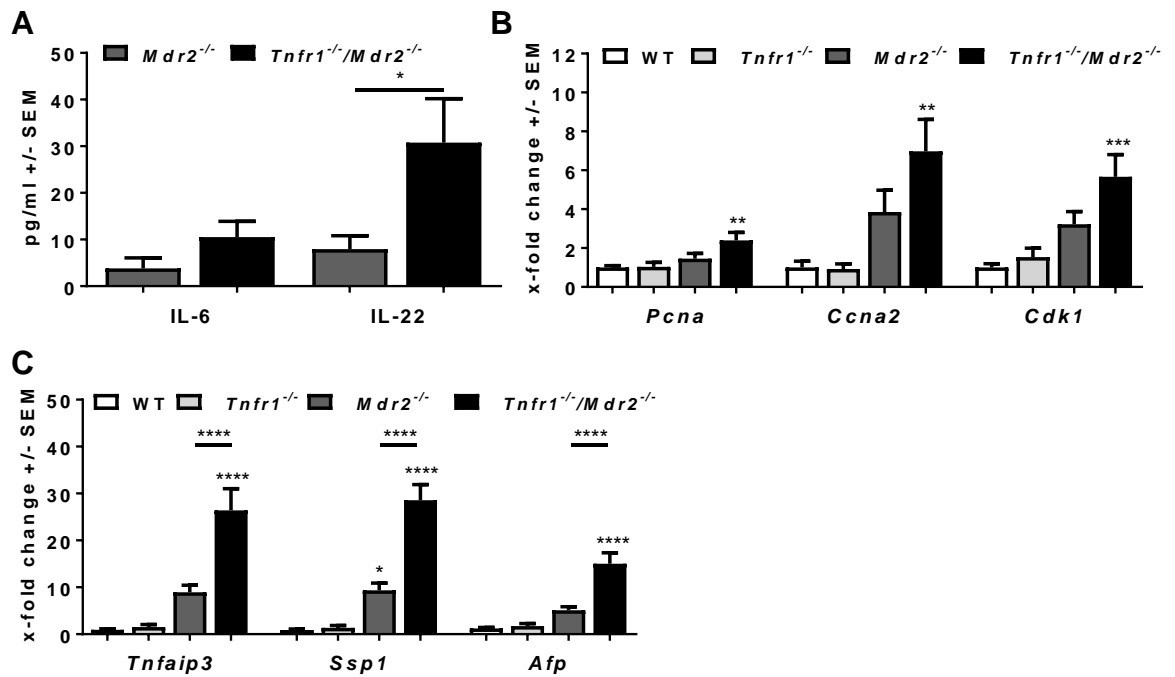 A
50
40
30
20
10
0
pg/ml +/- SEM
Mdr2-/- Tnfr1-/-/Mdr2-/-
*
IL-6 IL-22
B
12
10
8
6
4
2
0
x-fold change +/- SEM
WT Tnfr1-/- Mdr2-/- Tnfr1-/-/Mdr2-/-
** ** ***
Pcna Ccna2 Cdk1
C
50
40
30
20
10
0
x-fold change +/- SEM
WT Tnfr1-/- Mdr2-/- Tnfr1-/-/Mdr2-/-
**** **** ****
**** * **** ****
Tnfaip3 Ssp1 Afp